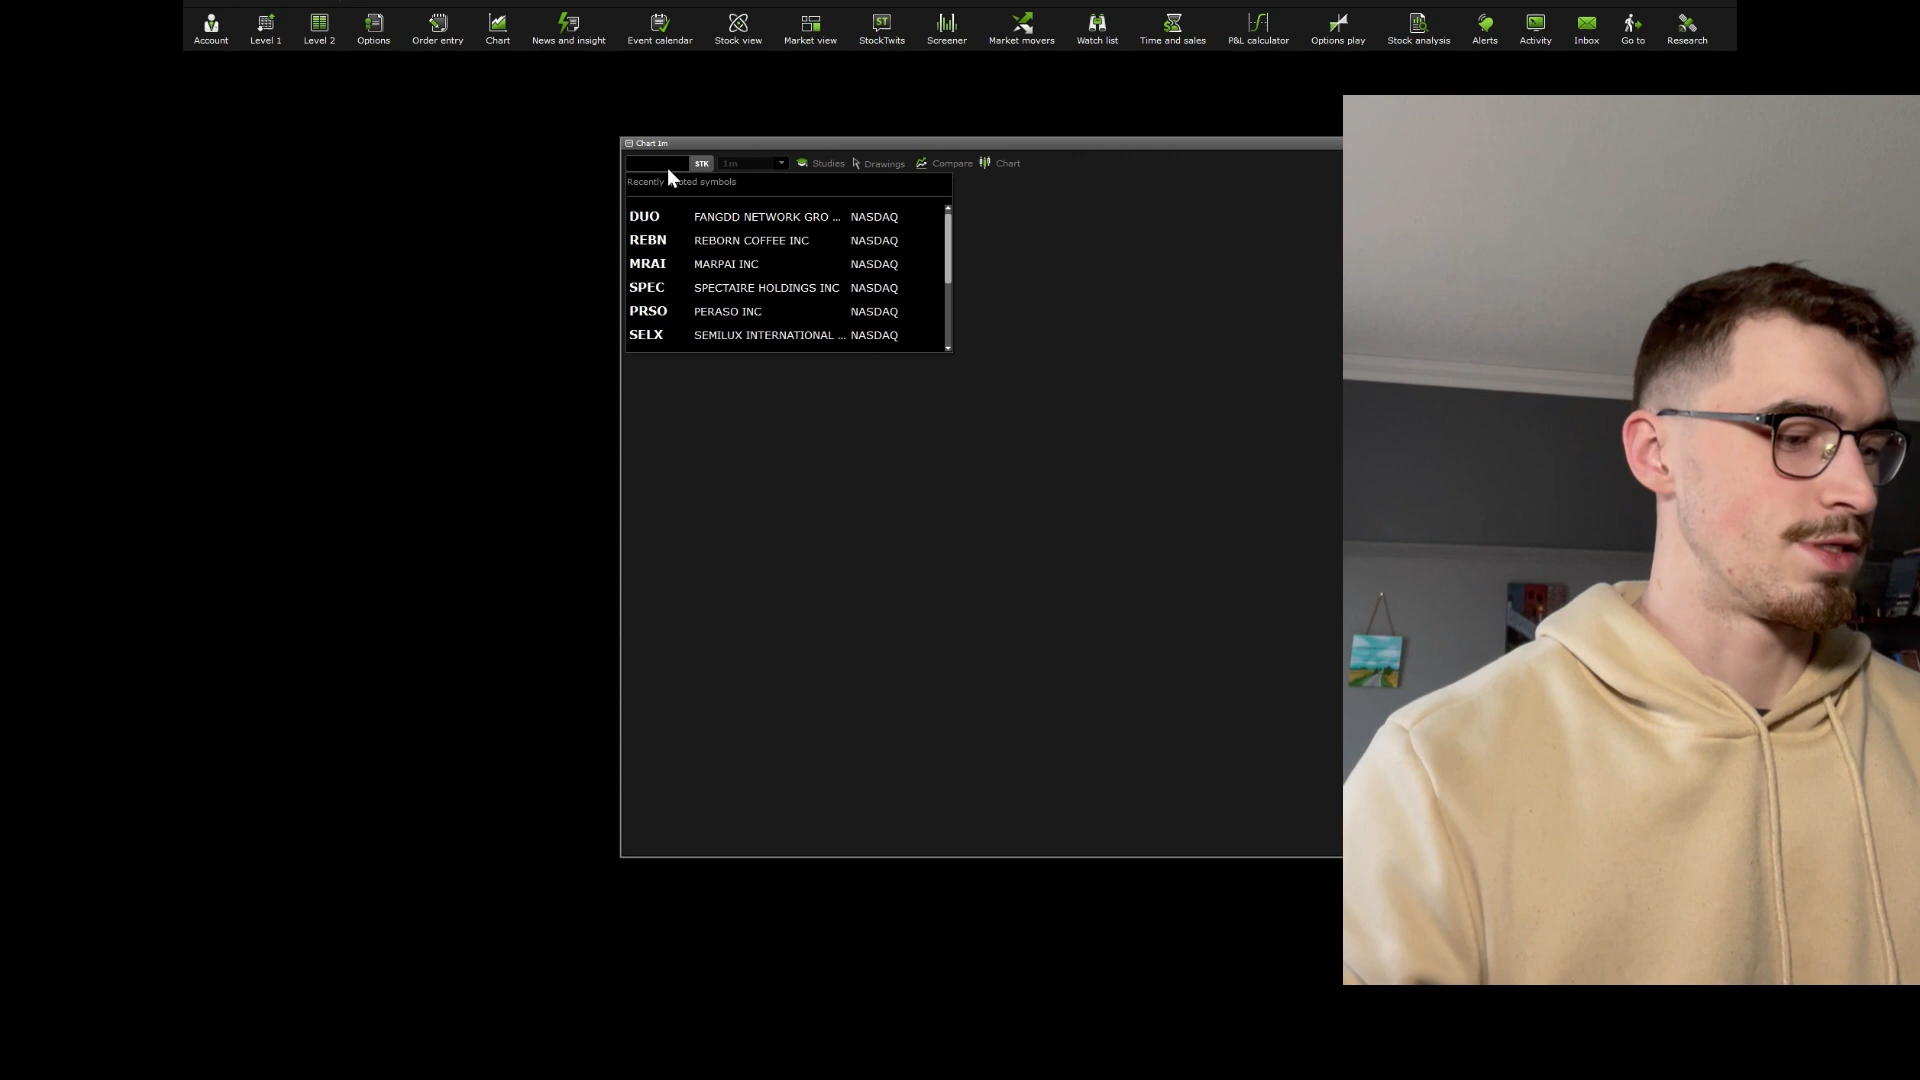 Account Level 1 Level 2 Options Order entry Chart News and insight Event calendar Stock view Market view StockTwits Screener Market movers Watch list Time and sales P&L calculator Options play Stock analysis Alerts Activity Inbox Go to Research
ST
Chart 1m
STK 1m Studies Drawings Compare Chart
Recently symbols
DUO FANGDD NETWORK GRO ... NASDAQ
REBN REBORN COFFEE INC NASDAQ
MRAI MARPAI INC NASDAQ
SPEC SPECTAIRE HOLDINGS INC NASDAQ
PRSO PERASO INC NASDAQ
SELX SEMILUX INTERNATIONAL ... NASDAQ